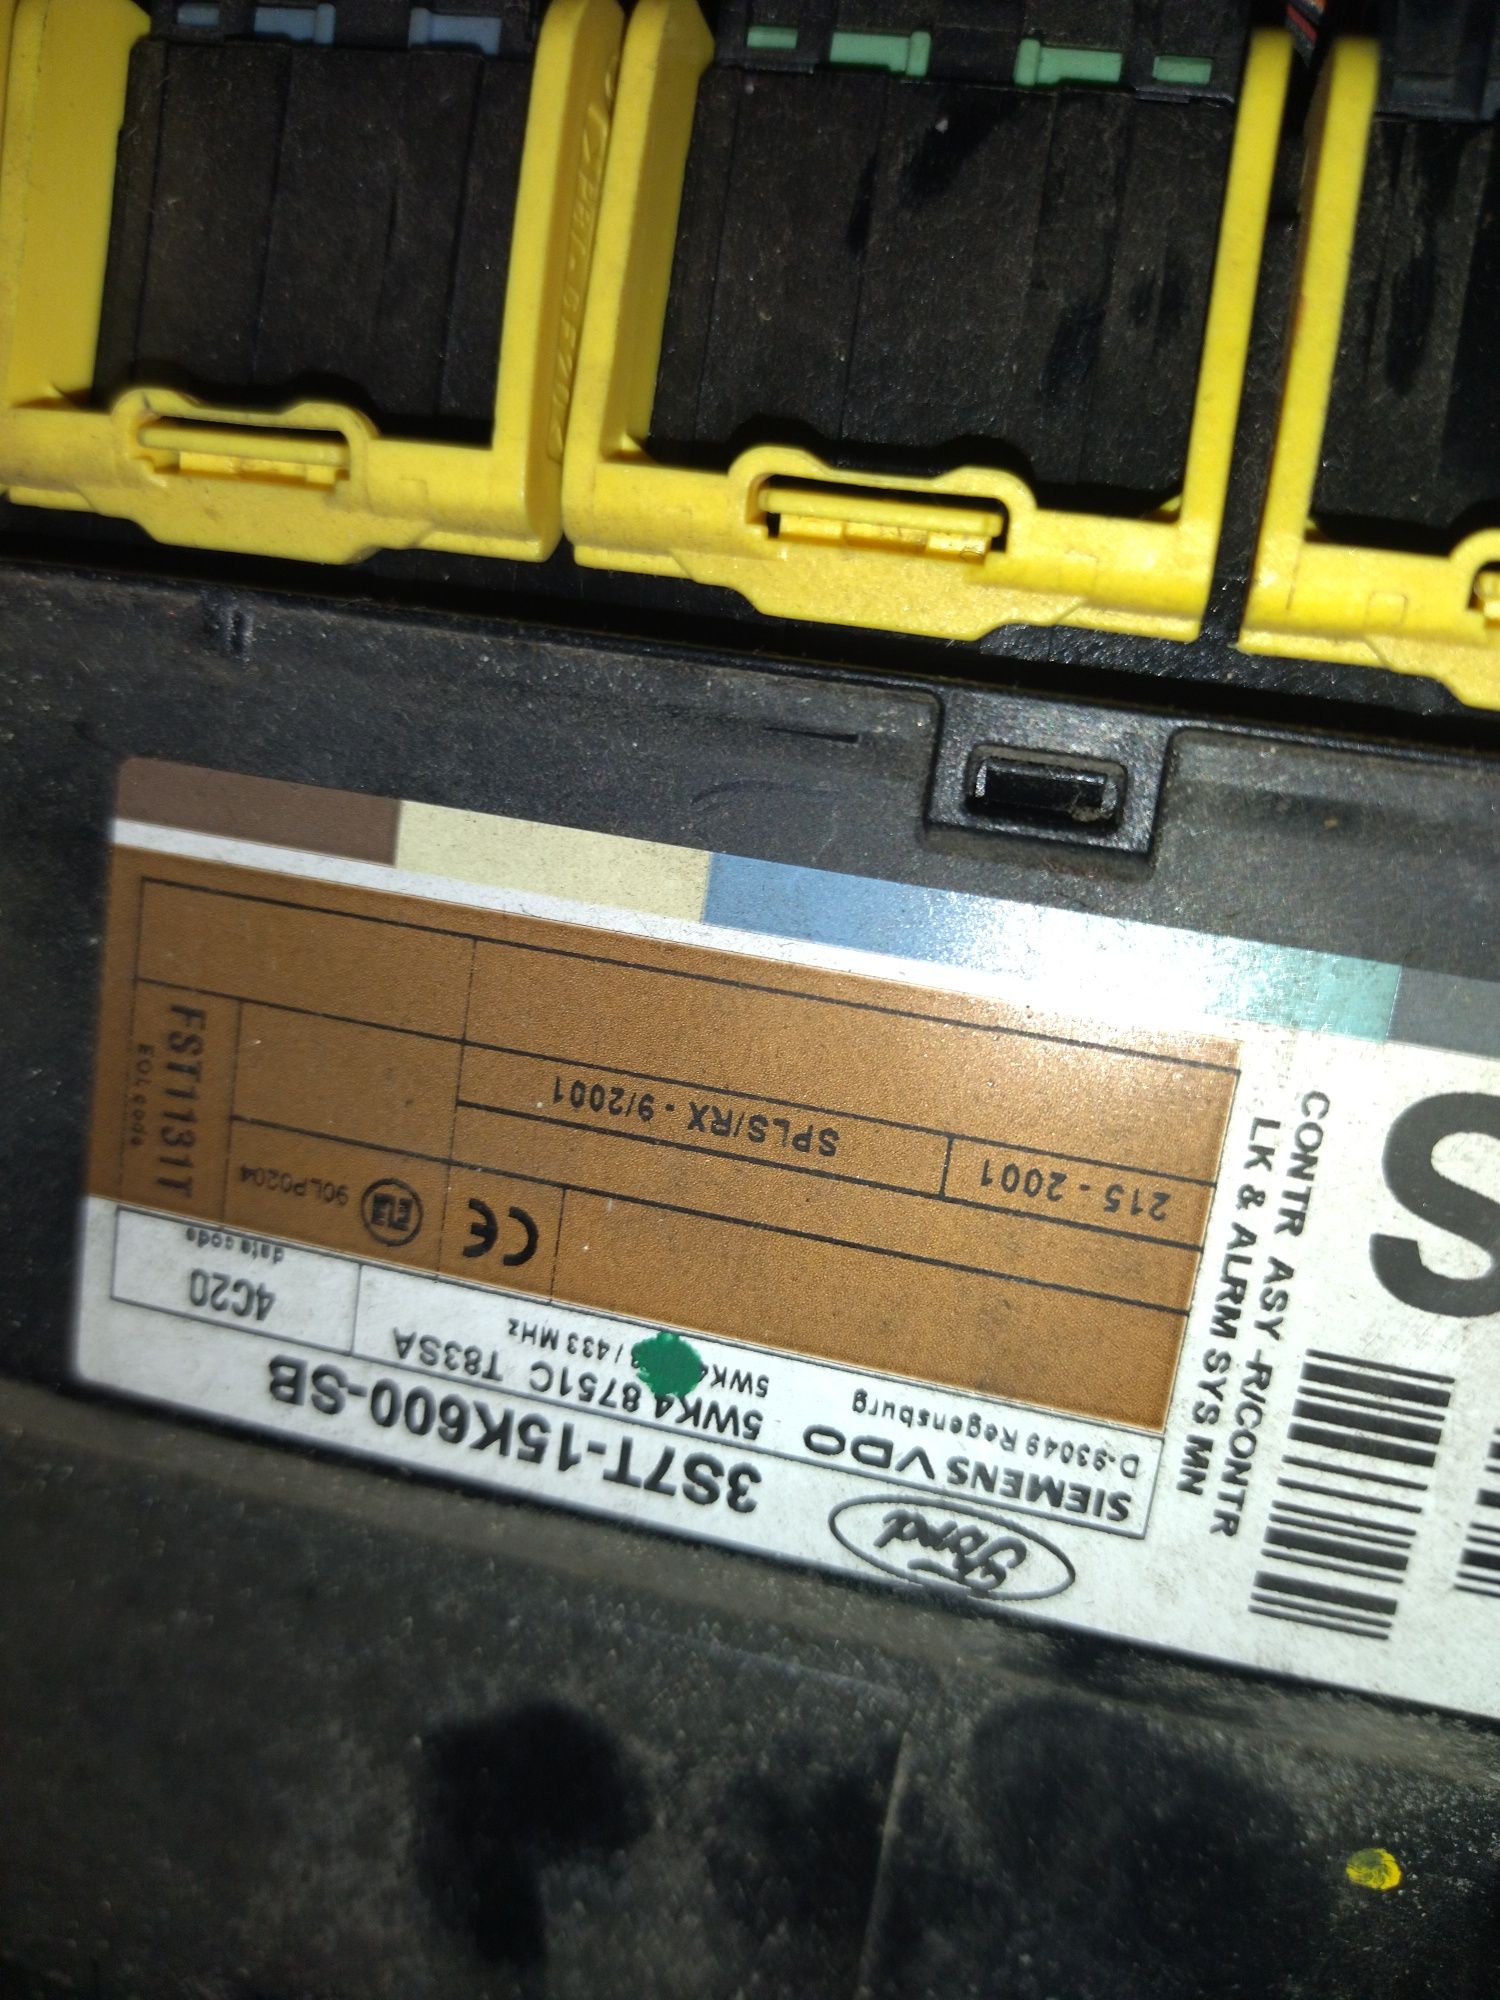 Ford
3S7T-15K600-SB
SIEMENS VDO
D-93049 Regensburg
5WK4 8751C T83SA
/ 433 MHz
4C20
date code
90LP0204
FST1131T
EOL code
215 - 2001
SPLS/RX - 9/2001
CONTR ASY -R/CONTR
LK & ALRM SYS MN
S